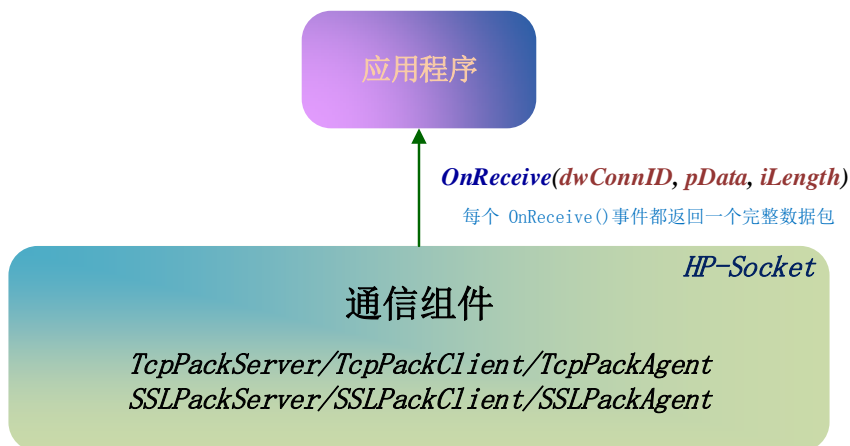 应用程序
OnReceive(dwConnID, pData, iLength)
每个 OnReceive()事件都返回一个完整数据包
HP-Socket
通信组件
TcpPackServer/TcpPackClient/TcpPackAgent
SSLPackServer/SSLPackClient/SSLPackAgent